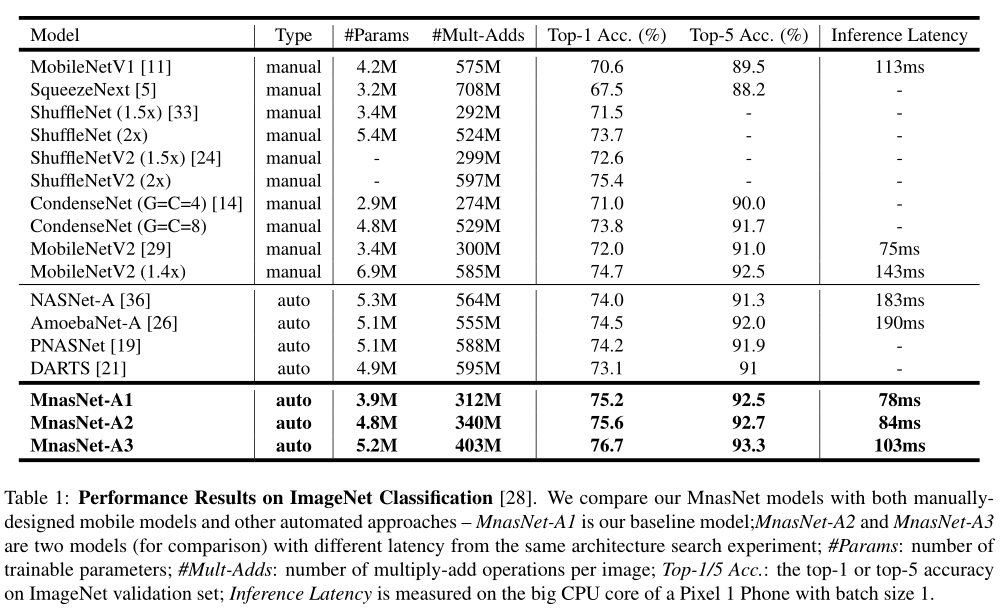 Model Type #Params #Mult-Adds Top-1 Acc. (%) Top-5 Acc. (%) Inference Latency
MobileNetV1 [11] manual 4.2M 575M 70.6 89.5 113ms
SqueezeNext [5] manual 3.2M 708M 67.5 88.2 -
ShuffleNet (1.5x) [33] manual 3.4M 292M 71.5 - -
ShuffleNet (2x) manual 5.4M 524M 73.7 - -
ShuffleNetV2 (1.5x) [24] manual - 299M 72.6 - -
ShuffleNetV2 (2x) manual - 597M 75.4 - -
CondenseNet (G=C=4) [14] manual 2.9M 274M 71.0 90.0 -
CondenseNet (G=C=8) manual 4.8M 529M 73.8 91.7 -
MobileNetV2 [29] manual 3.4M 300M 72.0 91.0 75ms
MobileNetV2 (1.4x) manual 6.9M 585M 74.7 92.5 143ms
NASNet-A [36] auto 5.3M 564M 74.0 91.3 183ms
AmoebaNet-A [26] auto 5.1M 555M 74.5 92.0 190ms
PNASNet [19] auto 5.1M 588M 74.2 91.9 -
DARTS [21] auto 4.9M 595M 73.1 91 -
MnasNet-A1 auto 3.9M 312M 75.2 92.5 78ms
MnasNet-A2 auto 4.8M 340M 75.6 92.7 84ms
MnasNet-A3 auto 5.2M 403M 76.7 93.3 103ms
Table 1: Performance Results on ImageNet Classification [28]. We compare our MnasNet models with both manually-
designed mobile models and other automated approaches – MnasNet-A1 is our baseline model;MnasNet-A2 and MnasNet-A3
are two models (for comparison) with different latency from the same architecture search experiment; #Params: number of
trainable parameters; #Mult-Adds: number of multiply-add operations per image; Top-1/5 Acc.: the top-1 or top-5 accuracy
on ImageNet validation set; Inference Latency is measured on the big CPU core of a Pixel 1 Phone with batch size 1.